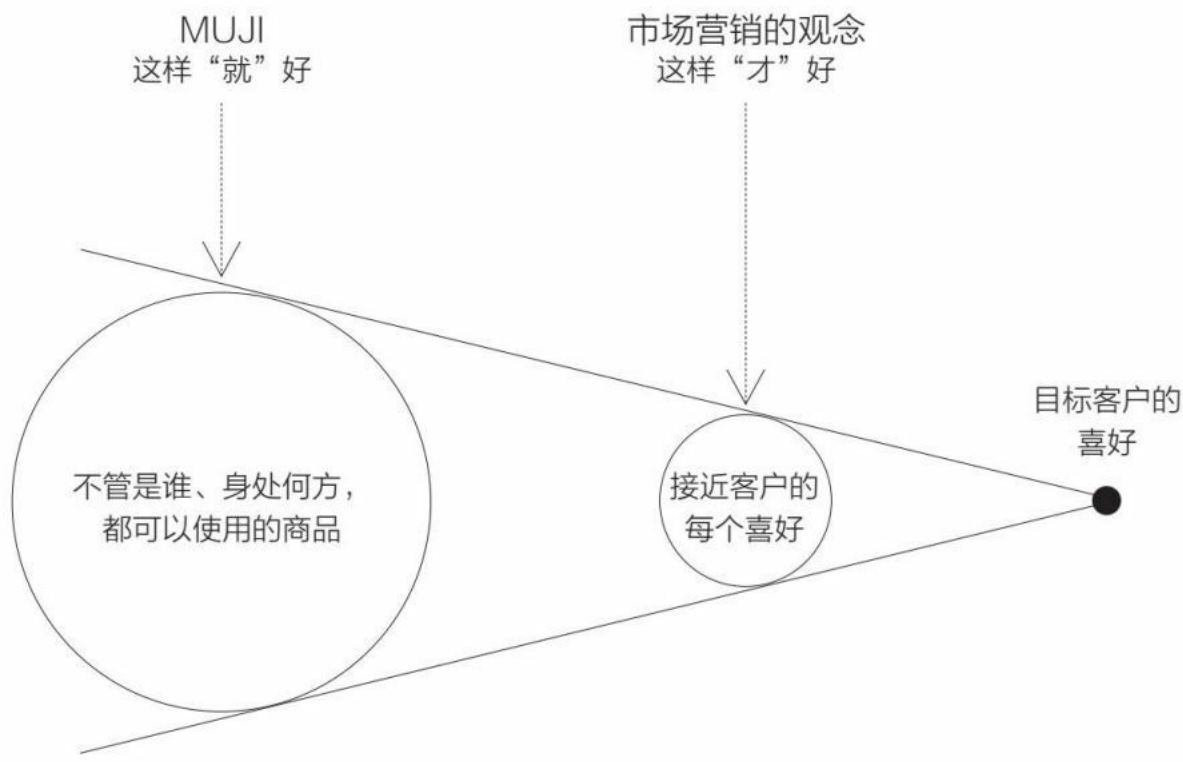 MUJI
这样“就”好
市场营销的观念
这样“才”好
目标客户的
喜好
不管是谁、身处何方，
都可以使用的商品
接近客户的
每个喜好